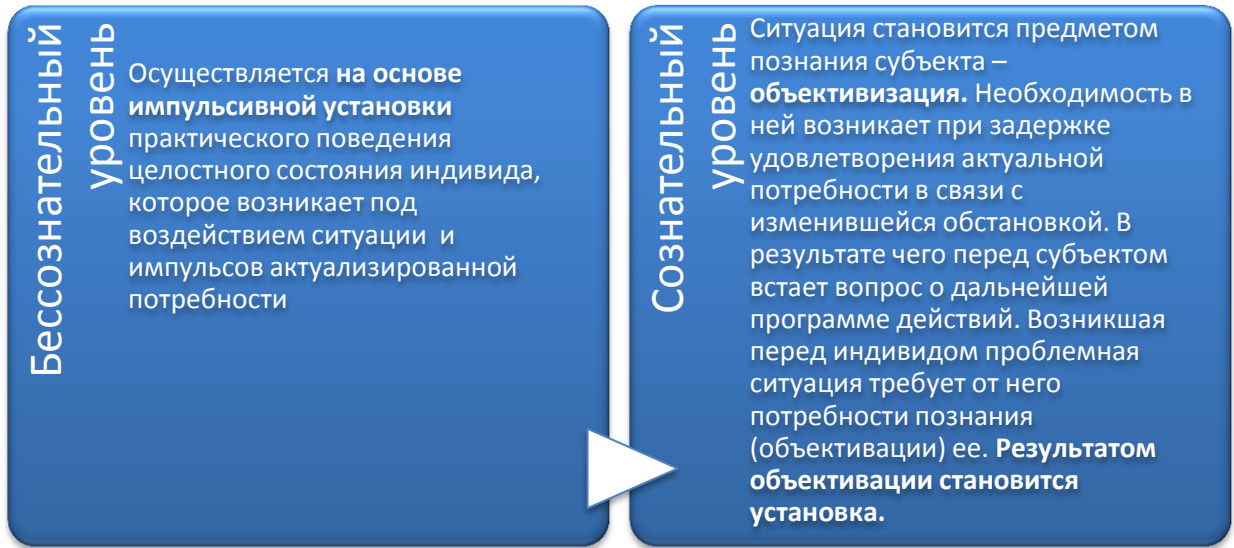 Бессознательный
уровень
Осуществляется на основе
импульсивной установки
практического поведения
целостного состояния индивида,
которое возникает под
воздействием ситуации и
импульсов актуализированной
потребности
Сознательный
уровень
Ситуация становится предметом
познания субъекта –
объективизация. Необходимость в
ней возникает при задержке
удовлетворения актуальной
потребности в связи с
изменившейся обстановкой. В
результате чего перед субъектом
встает вопрос о дальнейшей
программе действий. Возникшая
перед индивидом проблемная
ситуация требует от него
потребности познания
(объективации) ее. Результатом
объективации становится
установка.